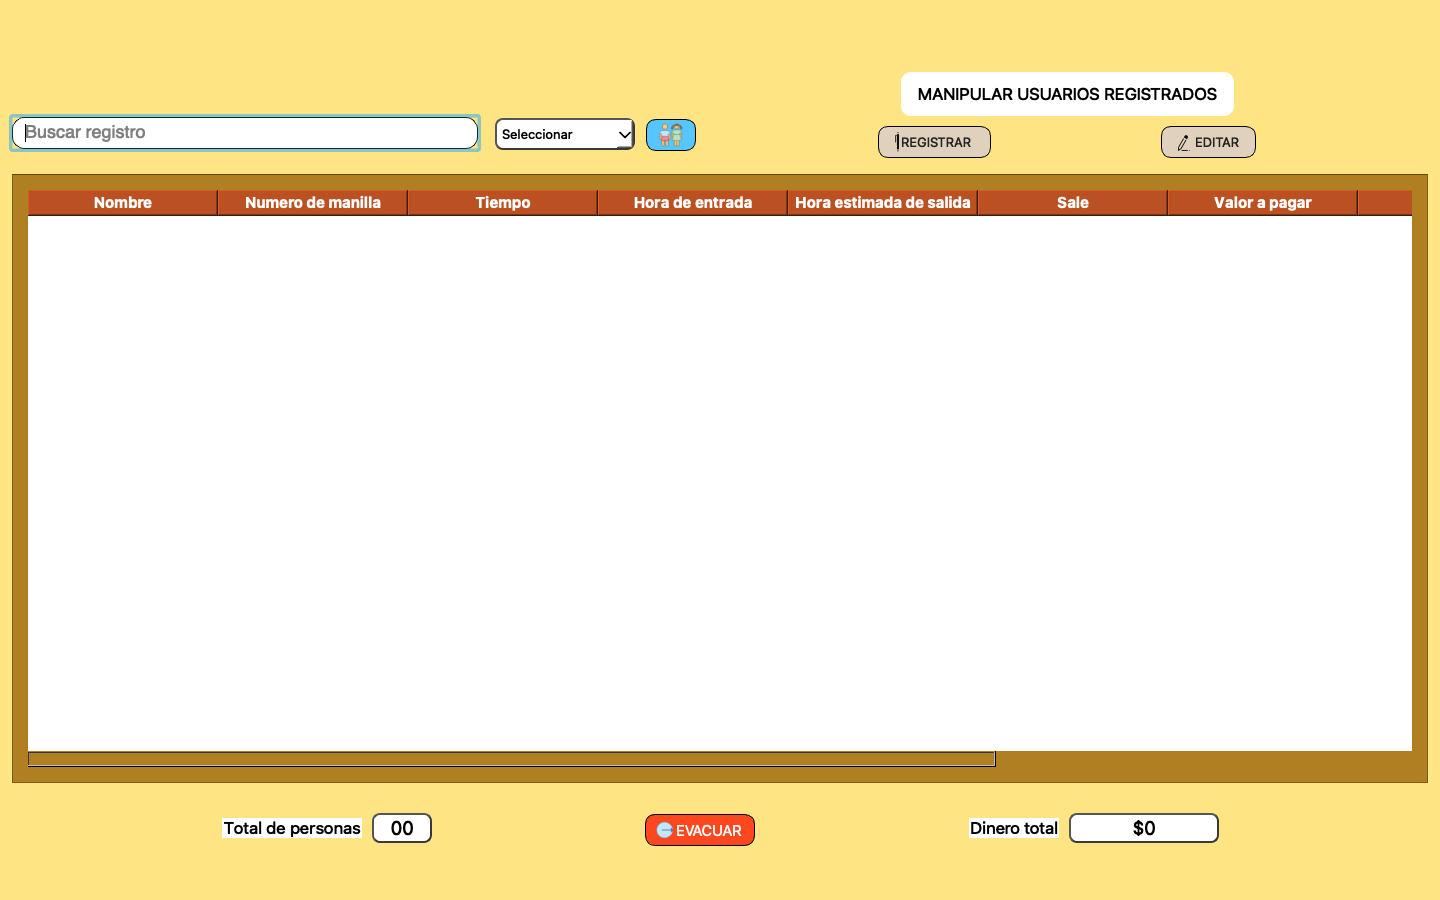 MANIPULAR USUARIOS REGISTRADOS
Buscar registro
Seleccionar
REGISTRAR
EDITAR
Nombre
Numero de manilla
Tiempo
Hora de entrada
Hora estimada de salida
Sale
Valor a pagar
Total de personas
00
EVACUAR
Dinero total
$0